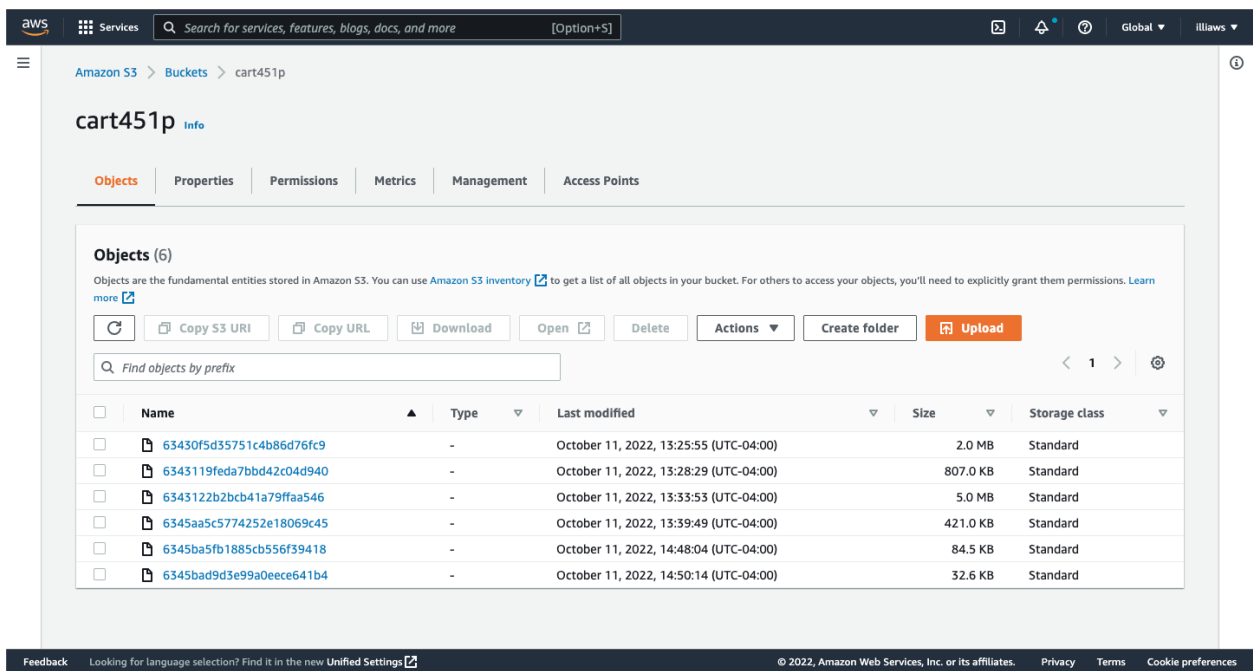 aws Services Search for services, features, blogs, docs, and more [Option+S] Global ▼ illiaws ▼
Amazon S3 > Buckets > cart451p
cart451p Info
Objects Properties Permissions Metrics Management Access Points
Objects (6)
Objects are the fundamental entities stored in Amazon S3. You can use Amazon S3 inventory to get a list of all objects in your bucket. For others to access your objects, you'll need to explicitly grant them permissions. Learn
more
Copy S3 URI Copy URL Download Open Delete Actions ▼ Create folder Upload
Find objects by prefix < 1 >
Name Type Last modified Size Storage class
63430f5d35751c4b86d76fc9 - October 11, 2022, 13:25:55 (UTC-04:00) 2.0 MB Standard
6343119feda7bbd42c04d940 - October 11, 2022, 13:28:29 (UTC-04:00) 807.0 KB Standard
6343122b2bcb41a79ffaa546 - October 11, 2022, 13:33:53 (UTC-04:00) 5.0 MB Standard
6345aa5c5774252e18069c45 - October 11, 2022, 13:39:49 (UTC-04:00) 421.0 KB Standard
6345ba5fb1885cb556f39418 - October 11, 2022, 14:48:04 (UTC-04:00) 84.5 KB Standard
6345bad9d3e99a0eece641b4 - October 11, 2022, 14:50:14 (UTC-04:00) 32.6 KB Standard
Feedback Looking for language selection? Find it in the new Unified Settings © 2022, Amazon Web Services, Inc. or its affiliates. Privacy Terms Cookie preferences